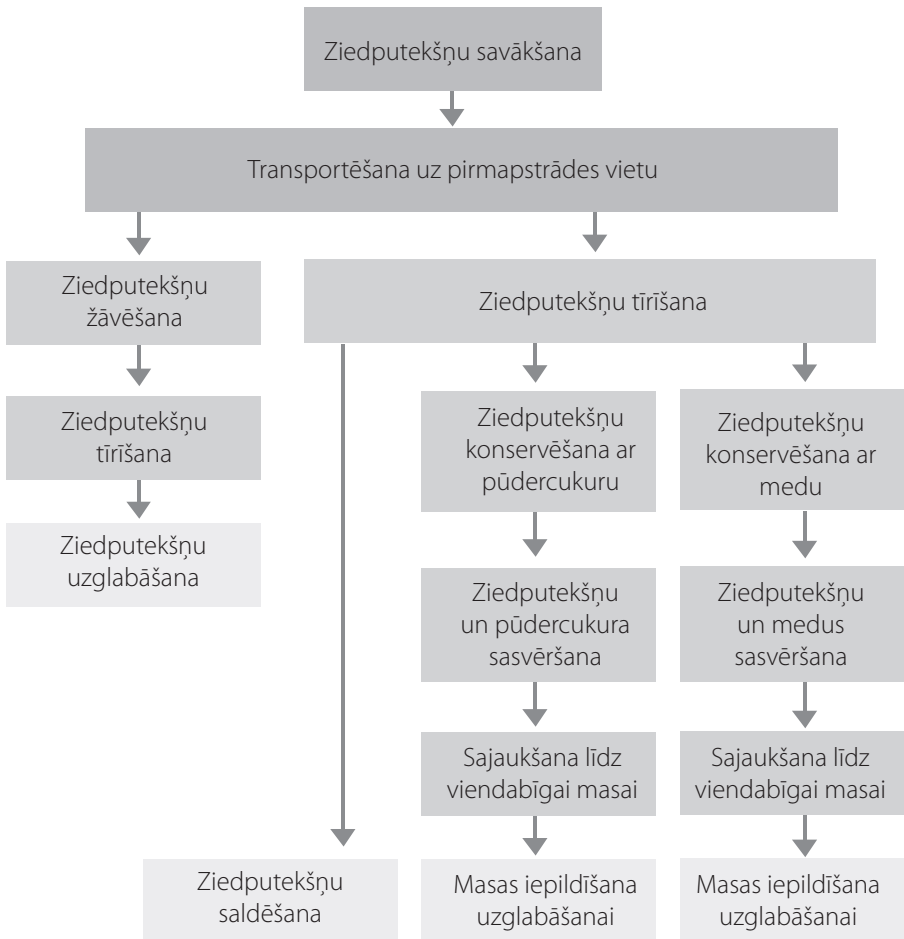 Ziedputekšņu savākšana
Transportēšana uz pirmapstrādes vietu
Ziedputekšņu
žāvēšana
Ziedputekšņu tīrīšana
Ziedputekšņu
tīrīšana
Ziedputekšņu
konservēšana ar
pūdercukuru
Ziedputekšņu
konservēšana ar
medu
Ziedputekšņu
uzglabāšana
Ziedputekšņu
un pūdercukura
sasvēršana
Ziedputekšņu
un medus
sasvēršana
Sajaukšana līdz
viendabīgai masai
Sajaukšana līdz
viendabīgai masai
Ziedputekšņu
saldēšana
Masas iepildīšana
uzglabāšanai
Masas iepildīšana
uzglabāšanai